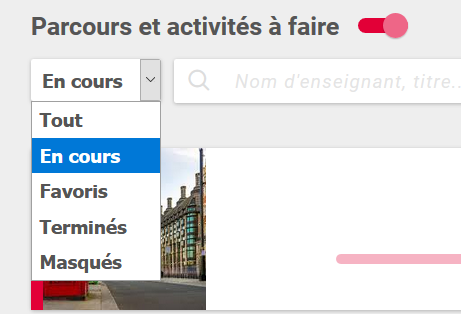 Parcours et activités à faire
En cours
Nom d'enseignant, titre..
Tout
En cours
Favoris
Terminés
Masqués